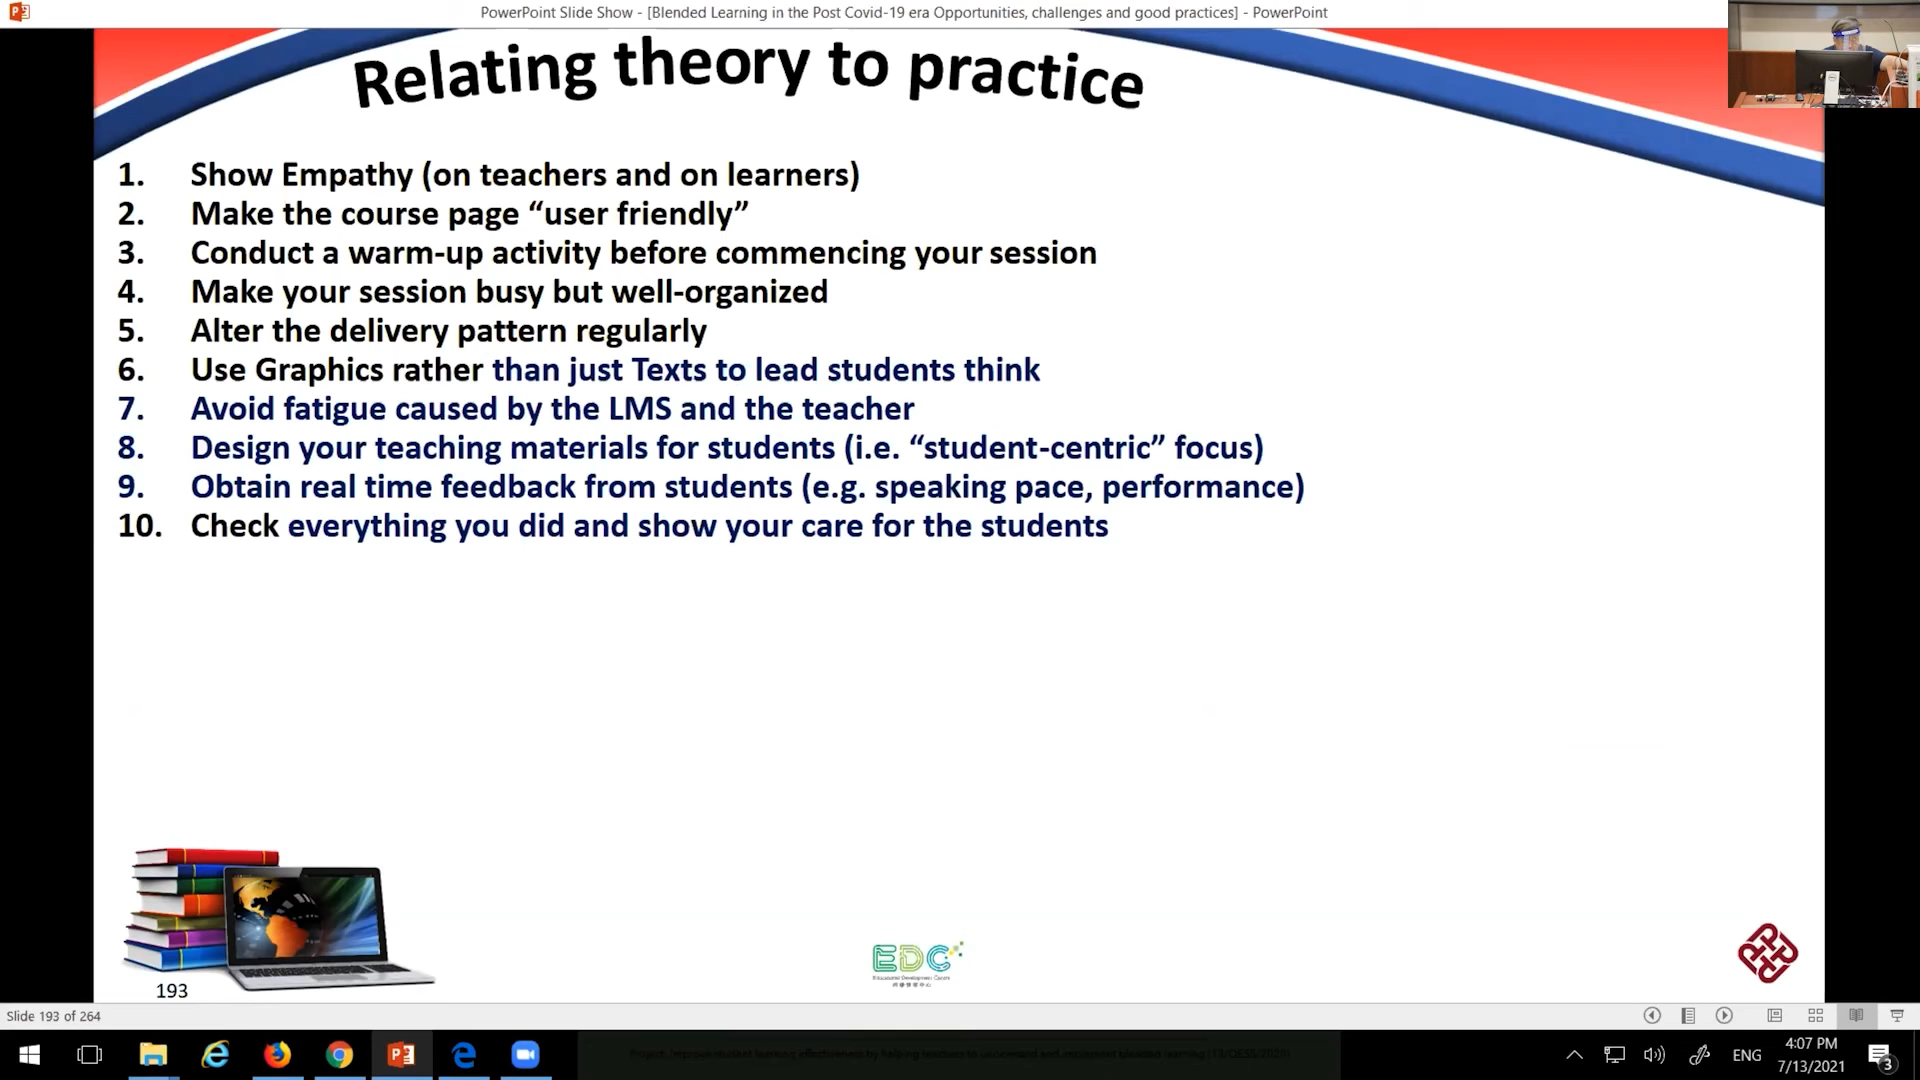 PowerPoint Slide Show - [Blended Learning in the Post Covid-19 era Opportunities, challenges and good practices] - PowerPoint
Relating theory to practice
1. Show Empathy (on teachers and on learners)
2. Make the course page “user friendly”
3. Conduct a warm-up activity before commencing your session
4. Make your session busy but well-organized
5. Alter the delivery pattern regularly
6. Use Graphics rather than just Texts to lead students think
7. Avoid fatigue caused by the LMS and the teacher
8. Design your teaching materials for students (i.e. “student-centric” focus)
9. Obtain real time feedback from students (e.g. speaking pace, performance)
10. Check everything you did and show your care for the students
EDC
Educational Development Centre
193
Slide 193 of 264
ENG
4:07 PM
7/13/2021
3